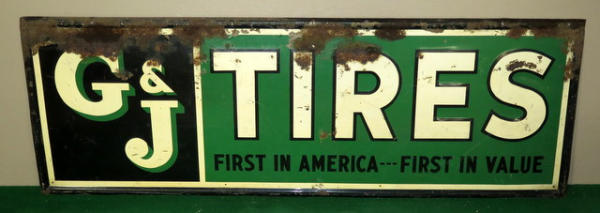 G&J TIRES
FIRST IN AMERICA---FIRST IN VALUE